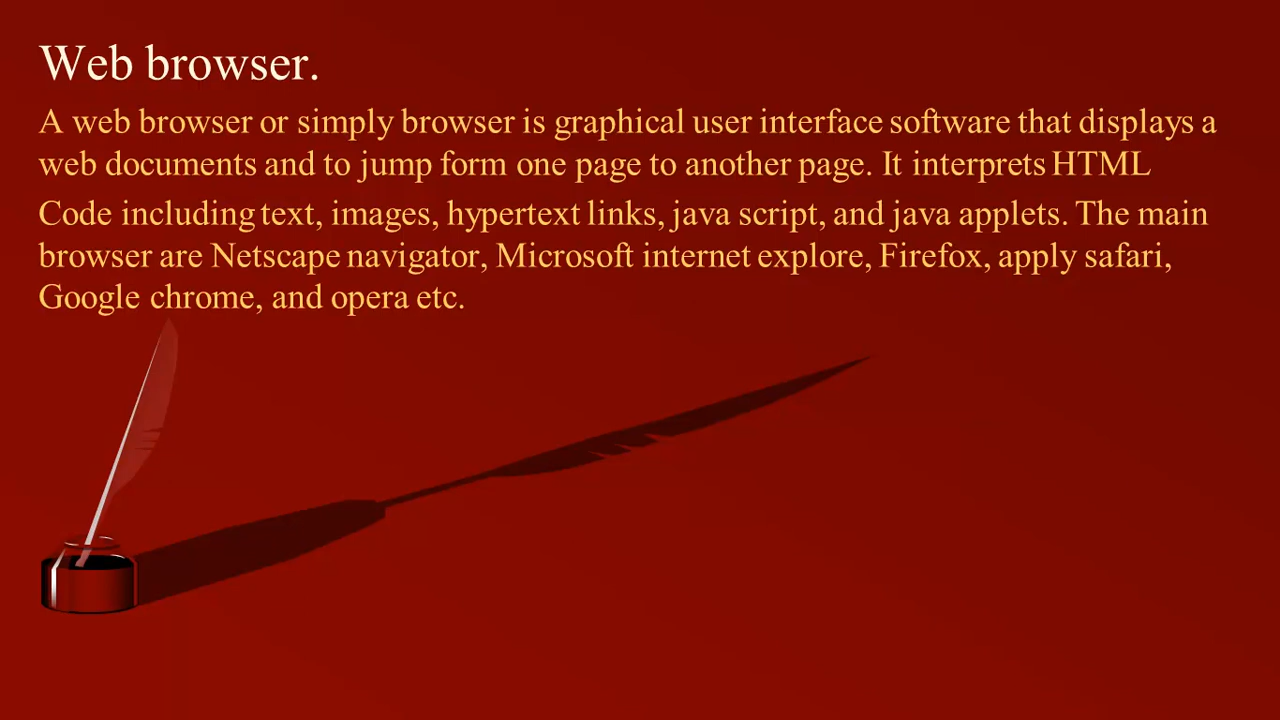 Web browser.
A web browser or simply browser is graphical user interface software that displays a
web documents and to jump form one page to another page. It interprets HTML
Code including text, images, hypertext links, java script, and java applets. The main
browser are Netscape navigator, Microsoft internet explore, Firefox, apply safari,
Google chrome, and opera etc.